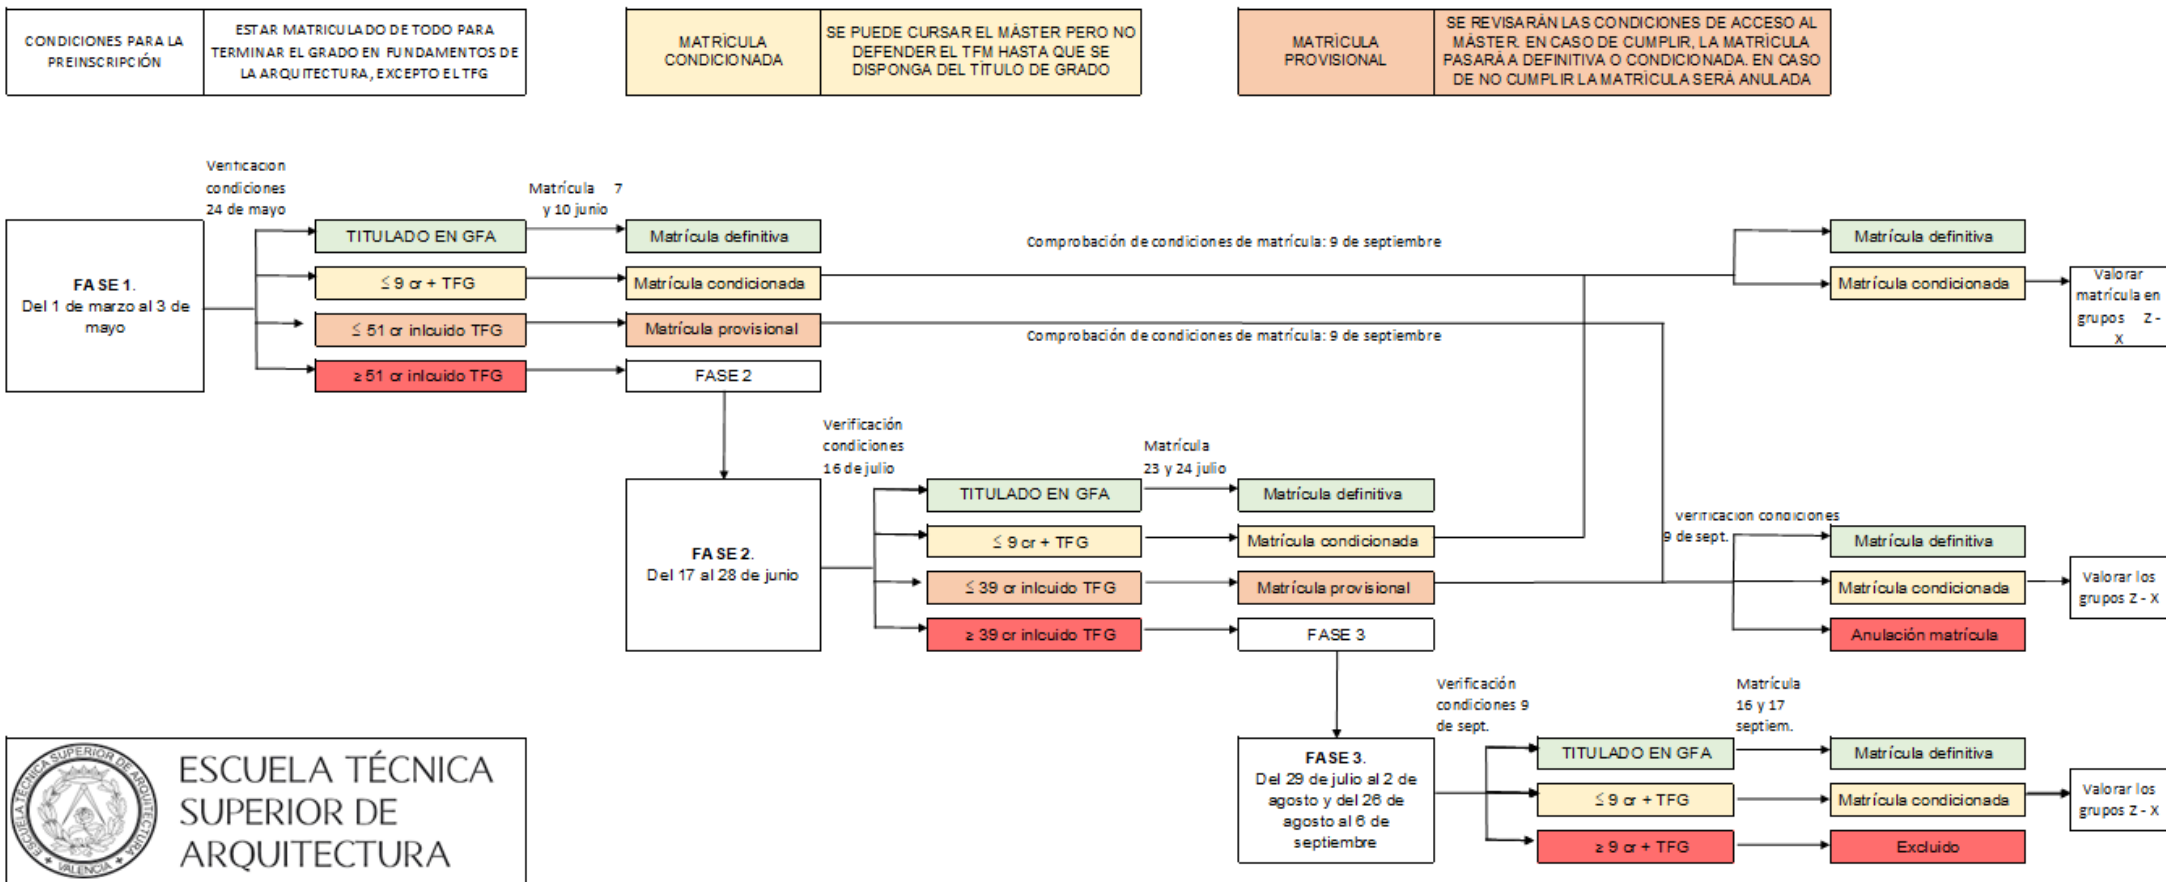 CONDICIONES PARA LA
PREINSCRIPCIÓN
ESTAR MATRICULADO DE TODO PARA
TERMINAR EL GRADO EN FUNDAMENTOS DE
LA ARQUITECTURA, EXCEPTO EL TFG
MATRÍCULA
CONDICIONADA
SE PUEDE CURSAR EL MÁSTER PERO NO
DEFENDER EL TFM HASTA QUE SE
DISPONGA DEL TÍTULO DE GRADO
MATRÍCULA
PROVISIONAL
SE REVISARÁN LAS CONDICIONES DE ACCESO AL
MÁSTER. EN CASO DE CUMPLIR, LA MATRÍCULA
PASARÁ A DEFINITIVA O CONDICIONADA. EN CASO
DE NO CUMPLIR LA MATRÍCULA SERÁ ANULADA
Verificacion
condiciones
24 de mayo
Matrícula 7
y 10 junio
FASE 1.
Del 1 de marzo al 3 de
mayo
TITULADO EN GFA
≤ 9 cr + TFG
≤ 51 cr inlcuido TFG
≥ 51 cr inlcuido TFG
Matrícula definitiva
Matrícula condicionada
Matrícula provisional
FASE 2
Comprobación de condiciones de matrícula: 9 de septiembre
Comprobación de condiciones de matrícula: 9 de septiembre
Matrícula definitiva
Matrícula condicionada
Valorar
matrícula en
grupos Z -
X
Verificación
condiciones
16 de julio
Matrícula
23 y 24 julio
FASE 2.
Del 17 al 28 de junio
TITULADO EN GFA
≤ 9 cr + TFG
≤ 39 cr inlcuido TFG
≥ 39 cr inlcuido TFG
Matrícula definitiva
Matrícula condicionada
Matrícula provisional
FASE 3
Verificacion condiciones
9 de sept.
Matrícula definitiva
Matrícula condicionada
Anulación matrícula
Valorar los
grupos Z - X
Verificación
condiciones 9
de sept.
Matrícula
16 y 17
septiem.
FASE 3.
Del 29 de julio al 2 de
agosto y del 26 de
agosto al 6 de
septiembre
TITULADO EN GFA
≤ 9 cr + TFG
≥ 9 cr + TFG
Matrícula definitiva
Matrícula condicionada
Excluido
Valorar los
grupos Z - X
ESCUELA TÉCNICA SUPERIOR DE ARQUITECTURA
VALENCIA
ESCUELA TÉCNICA
SUPERIOR DE
ARQUITECTURA